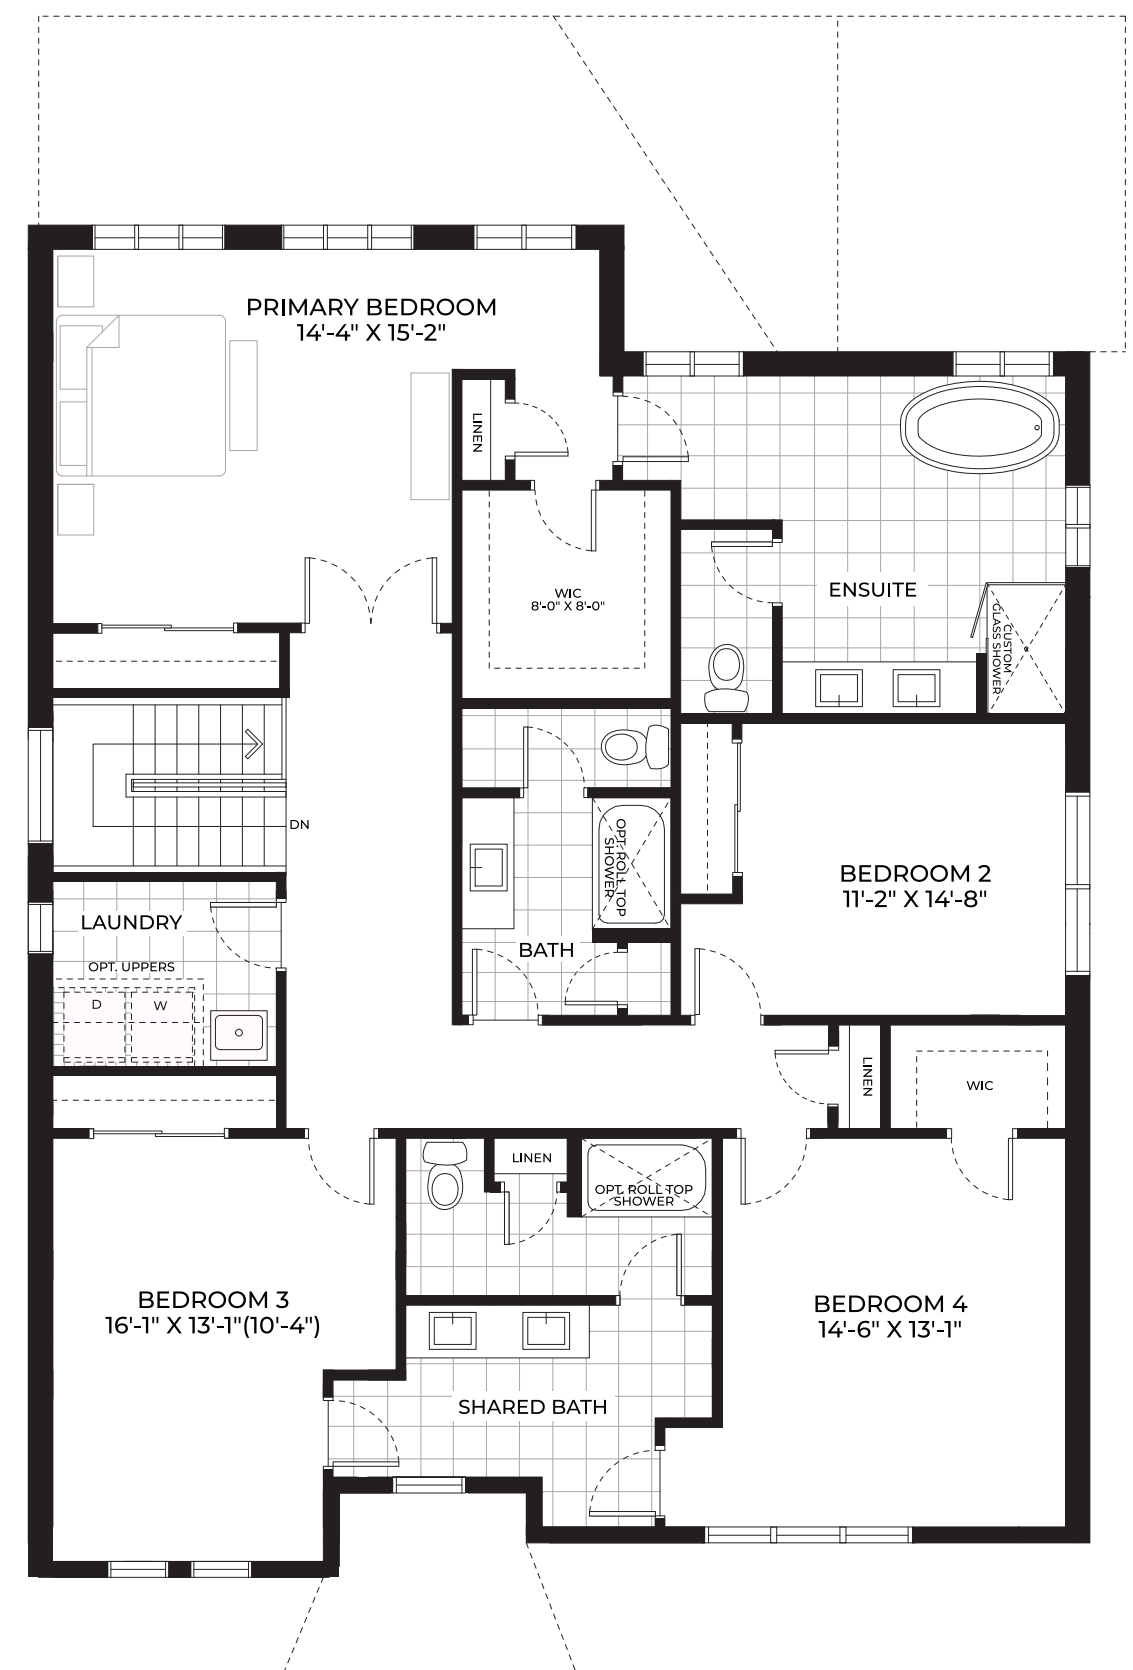 PRIMARY BEDROOM
14'-4" X 15'-2"
LINEN
WIC
8'-0" X 8'-0"
ENSUITE
CUSTOM
GLASS SHOWER
DN
OPT. ROLL TOP
SHOWER
BEDROOM 2
11'-2" X 14'-8"
LAUNDRY
OPT. UPPERS
D
W
BATH
LINEN
WIC
LINEN
OPT. ROLL TOP
SHOWER
BEDROOM 3
16'-1" X 13'-1"(10'-4")
BEDROOM 4
14'-6" X 13'-1"
SHARED BATH